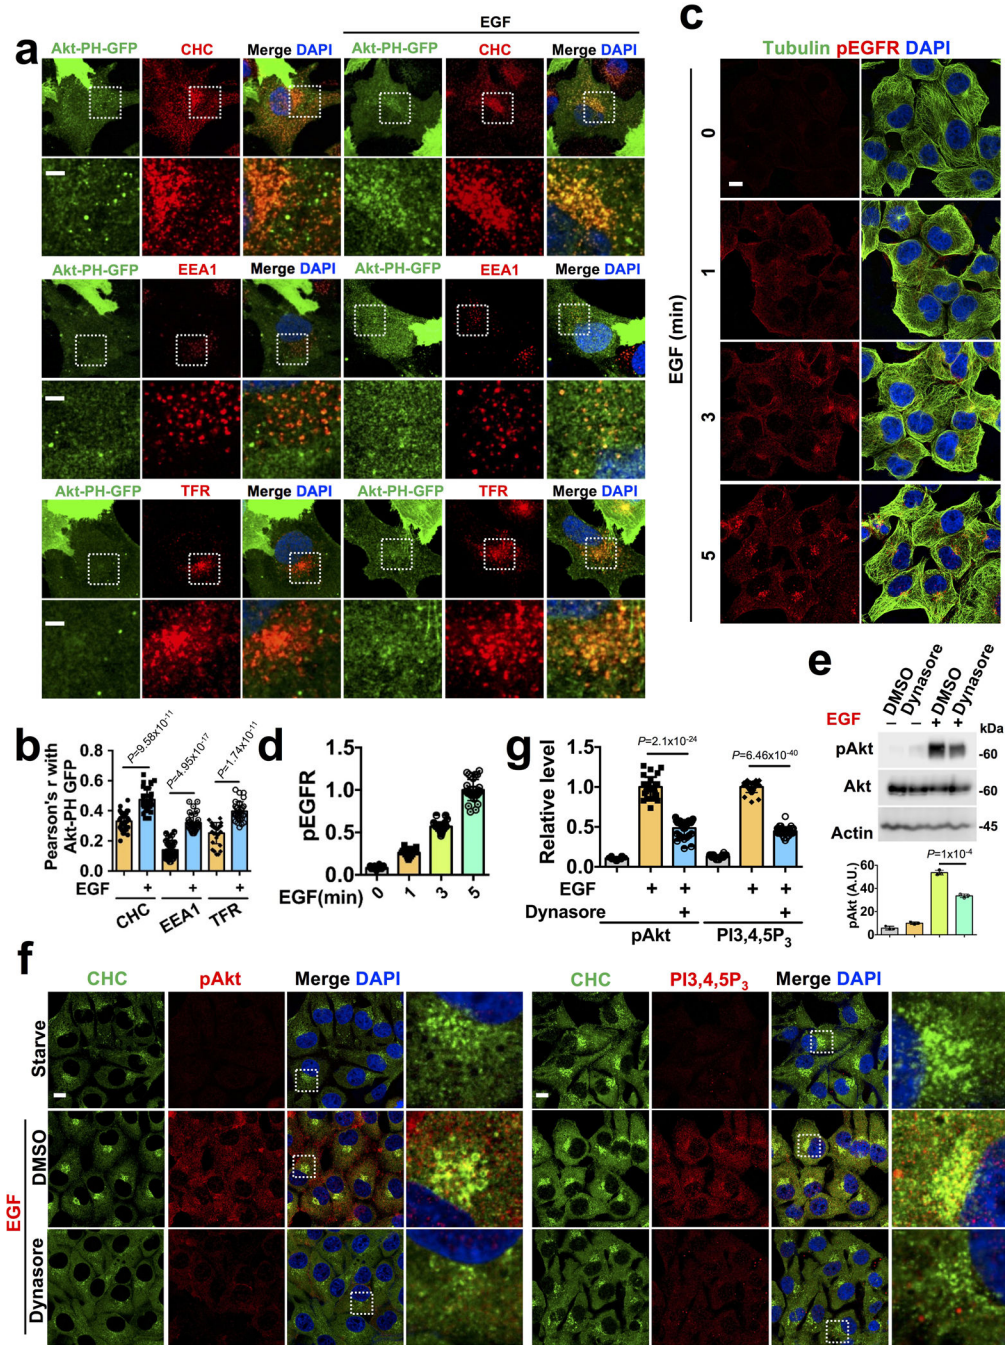 a
EGF
Akt-PH-GFP CHC Merge DAPI Akt-PH-GFP CHC Merge DAPI
Akt-PH-GFP EEA1 Merge DAPI Akt-PH-GFP EEA1 Merge DAPI
Akt-PH-GFP TFR Merge DAPI Akt-PH-GFP TFR Merge DAPI
c
Tubulin pEGFR DAPI
EGF (min)
0
1
3
5
b
Pearson's r with
Akt-PH GFP
0.8
0.6
0.4
0.2
0
P=9.58x10⁻¹¹
P=4.95x10⁻¹⁷
P=1.74x10⁻¹¹
EGF - + - + - +
CHC EEA1 TFR
d
pEGFR
1.5
1.0
0.5
0.0
EGF(min) 0 1 3 5
g
Relative level
1.5
1.0
0.5
0.0
P=2.1x10⁻²⁴
P=6.46x10⁻⁴⁰
EGF + + + +
Dynasore + +
pAkt PI3,4,5P₃
e
DMSO Dynasore DMSO Dynasore
EGF − − + + kDa
pAkt -60
Akt -60
Actin -45
P=1x10⁻⁴
pAkt (A.U.)
60
40
20
0
f
CHC pAkt Merge DAPI CHC PI3,4,5P₃ Merge DAPI
Starve
EGF
DMSO
Dynasore